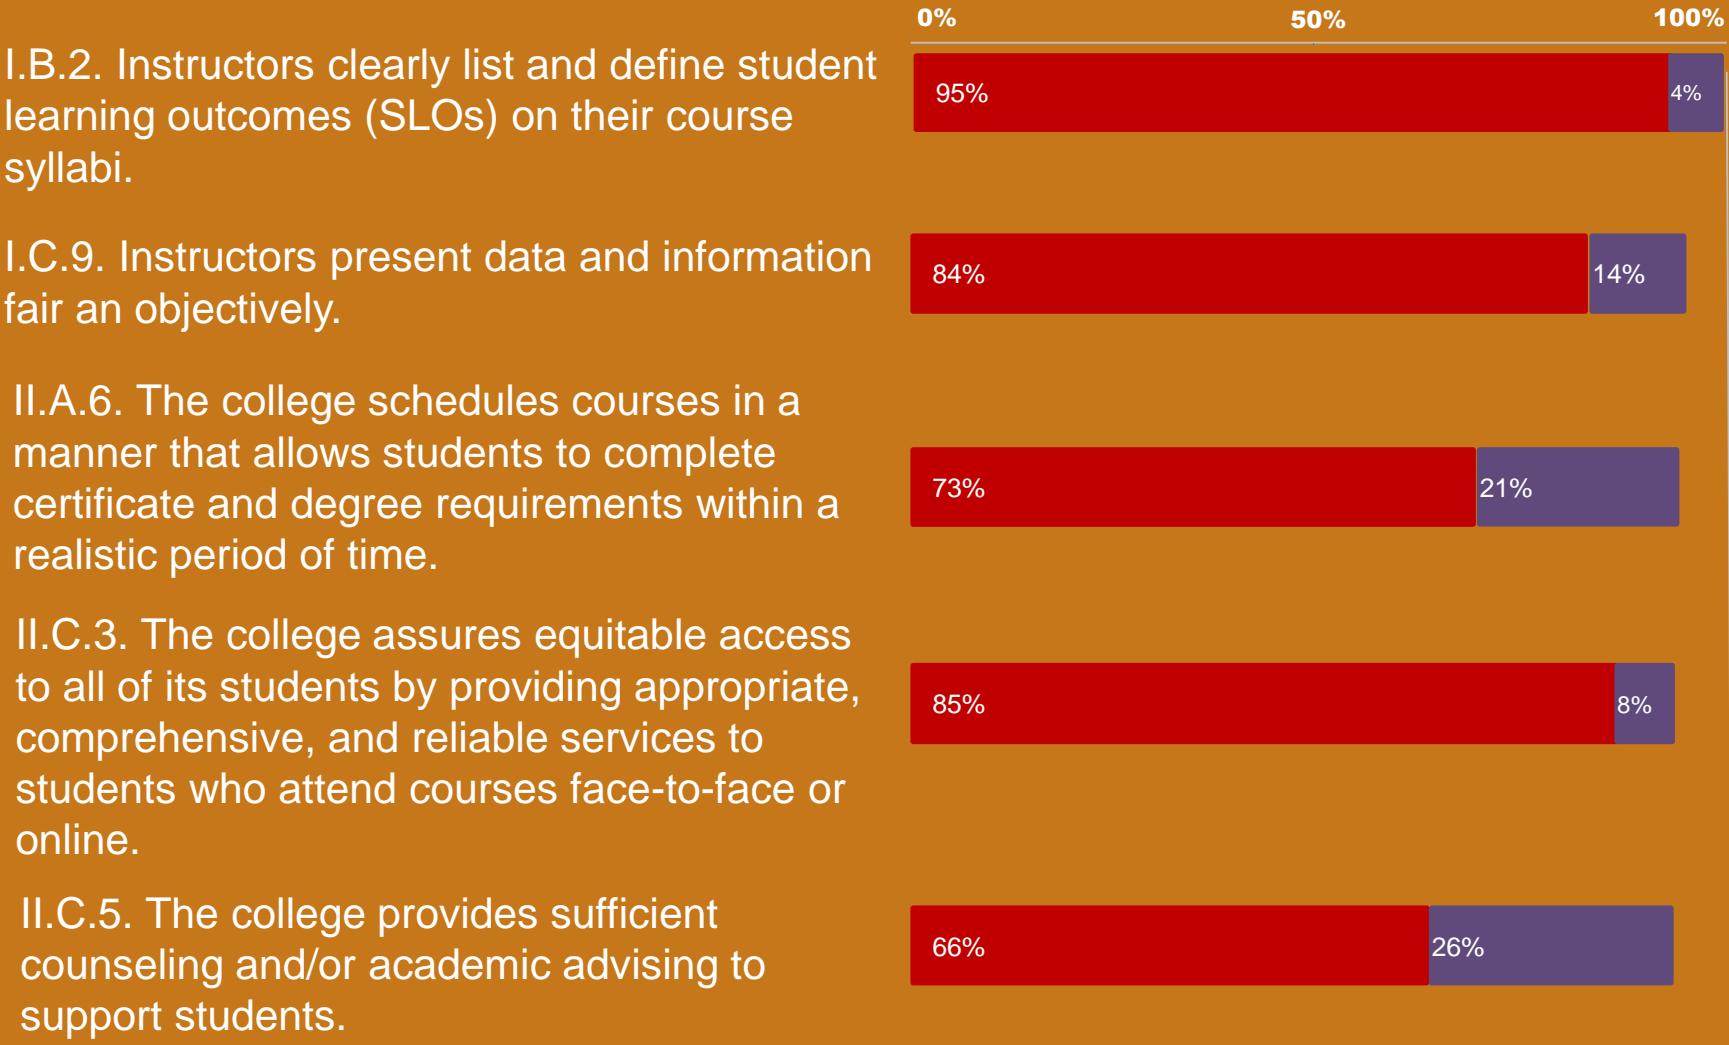 0% 50% 100%
I.B.2. Instructors clearly list and define student
learning outcomes (SLOs) on their course
syllabi.
95% 4%
I.C.9. Instructors present data and information
fair an objectively.
84% 14%
II.A.6. The college schedules courses in a
manner that allows students to complete
certificate and degree requirements within a
realistic period of time.
73% 21%
II.C.3. The college assures equitable access
to all of its students by providing appropriate,
comprehensive, and reliable services to
students who attend courses face-to-face or
online.
85% 8%
II.C.5. The college provides sufficient
counseling and/or academic advising to
support students.
66% 26%